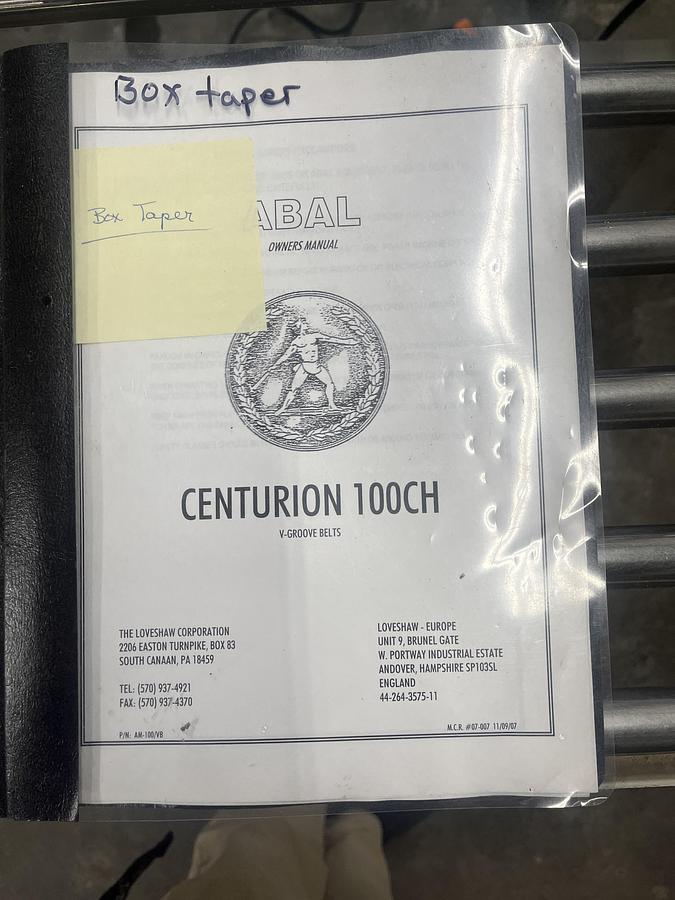 Box taper
Box Taper
ABAL
OWNERS MANUAL
CENTURION 100CH
V-GROOVE BELTS
THE LOVESHAW CORPORATION
2206 EASTON TURNPIKE, BOX 83
SOUTH CANAAN, PA 18459
TEL: (570) 937-4921
FAX: (570) 937-4370
P/N: AM-100/VB
LOVESHAW - EUROPE
UNIT 9, BRUNEL GATE
W. PORTWAY INDUSTRIAL ESTATE
ANDOVER, HAMPSHIRE SP103SL
ENGLAND
44-264-3575-11
M.C.R. #07-007 11/09/07